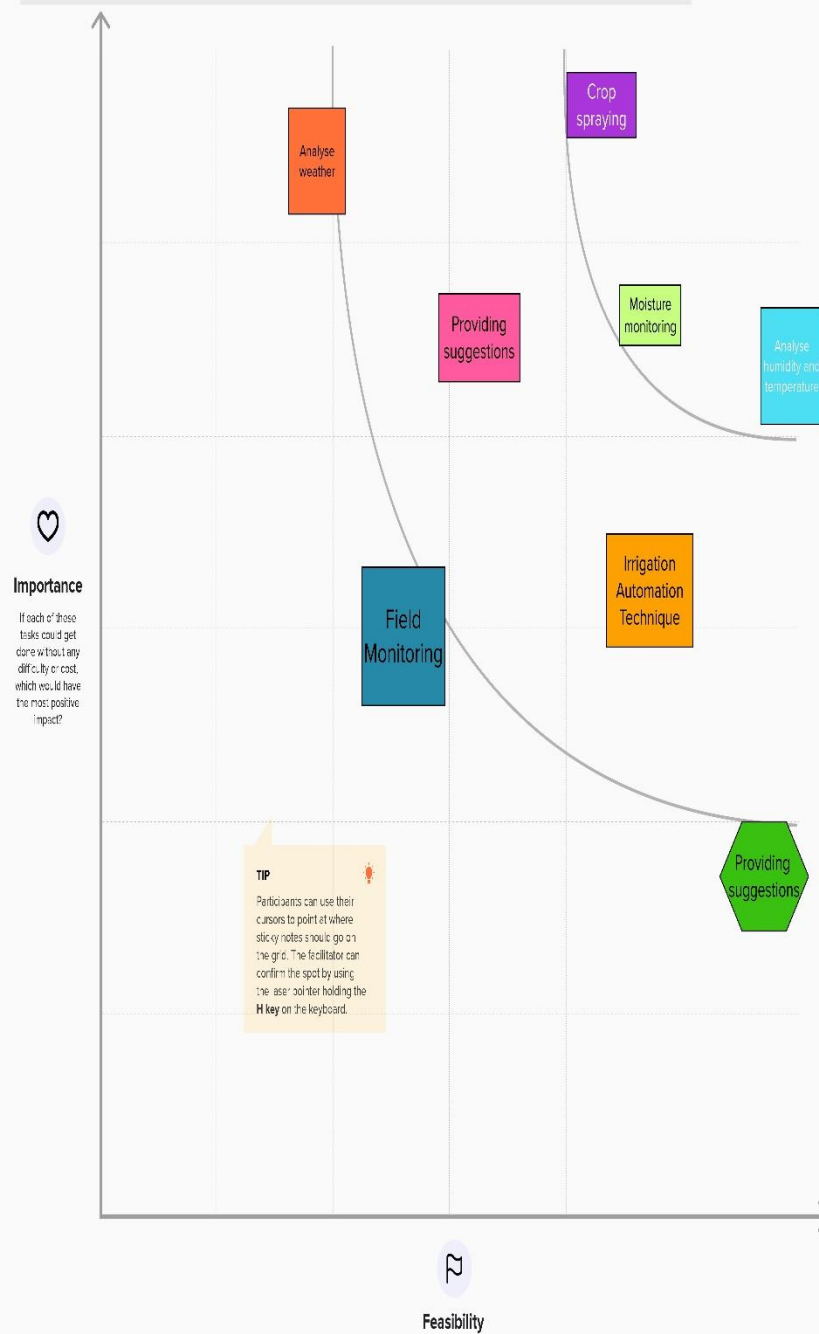 Crop
spraying
Analyse
weather
Moisture
monitoring
Providing
suggestions
Analyse
humidity and
temperature
Importance
If each of these
tasks could get
done without any
difficulty or cost,
which would have
the most positive
impact?
Irrigation
Automation
Technique
Field
Monitoring
Providing
suggestions
TIP
Participants can use their
cursors to point at where
sticky notes should go on
the grid. The facilitator can
confirm the spot by using
the laser pointer holding the
H key on the keyboard.
Feasibility